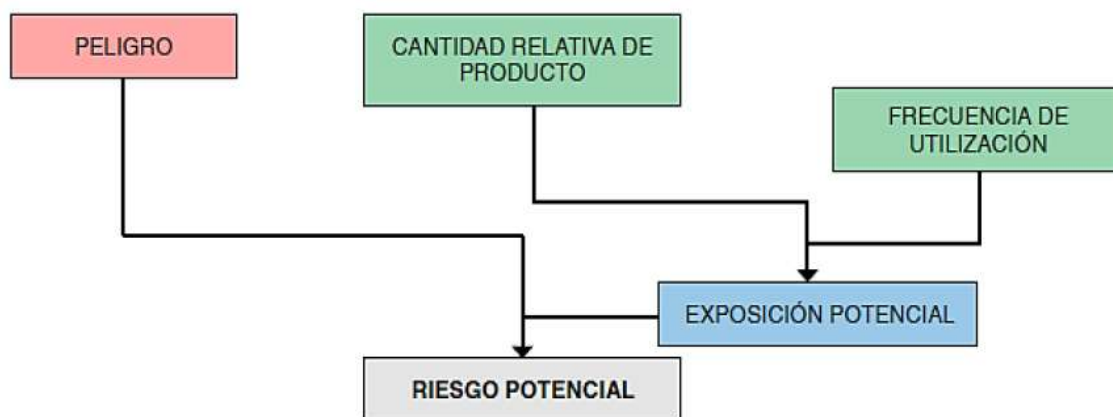 PELIGRO
CANTIDAD RELATIVA DE
PRODUCTO
FRECUENCIA DE
UTILIZACIÓN
EXPOSICIÓN POTENCIAL
RIESGO POTENCIAL